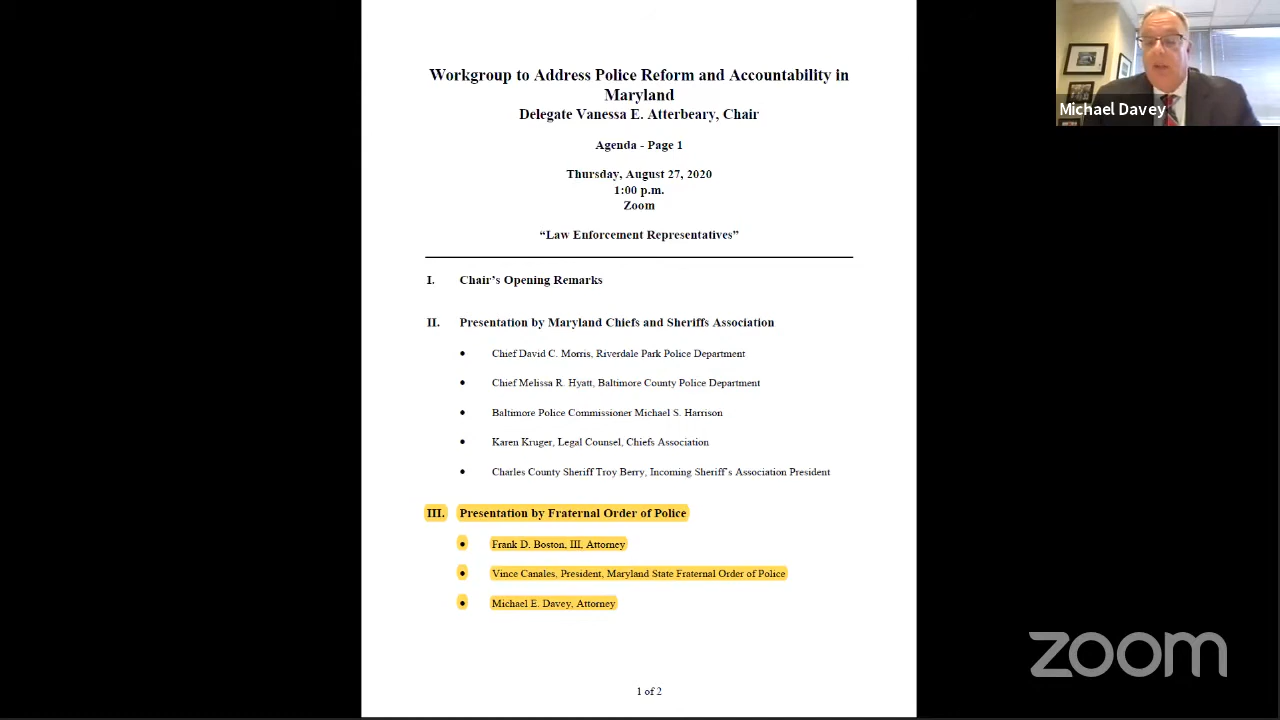 Workgroup to Address Police Reform and Accountability in
Maryland
Delegate Vanessa E. Atterbeary, Chair
Agenda - Page 1
Thursday, August 27, 2020
1:00 p.m.
Zoom
“Law Enforcement Representatives”
I. Chair’s Opening Remarks
II. Presentation by Maryland Chiefs and Sheriffs Association
• Chief David C. Morris, Riverdale Park Police Department
• Chief Melissa R. Hyatt, Baltimore County Police Department
• Baltimore Police Commissioner Michael S. Harrison
• Karen Kruger, Legal Counsel, Chiefs Association
• Charles County Sheriff Troy Berry, Incoming Sheriff’s Association President
III. Presentation by Fraternal Order of Police
• Frank D. Boston, III, Attorney
• Vince Canales, President, Maryland State Fraternal Order of Police
• Michael E. Davey, Attorney
1 of 2
Michael Davey
zoom